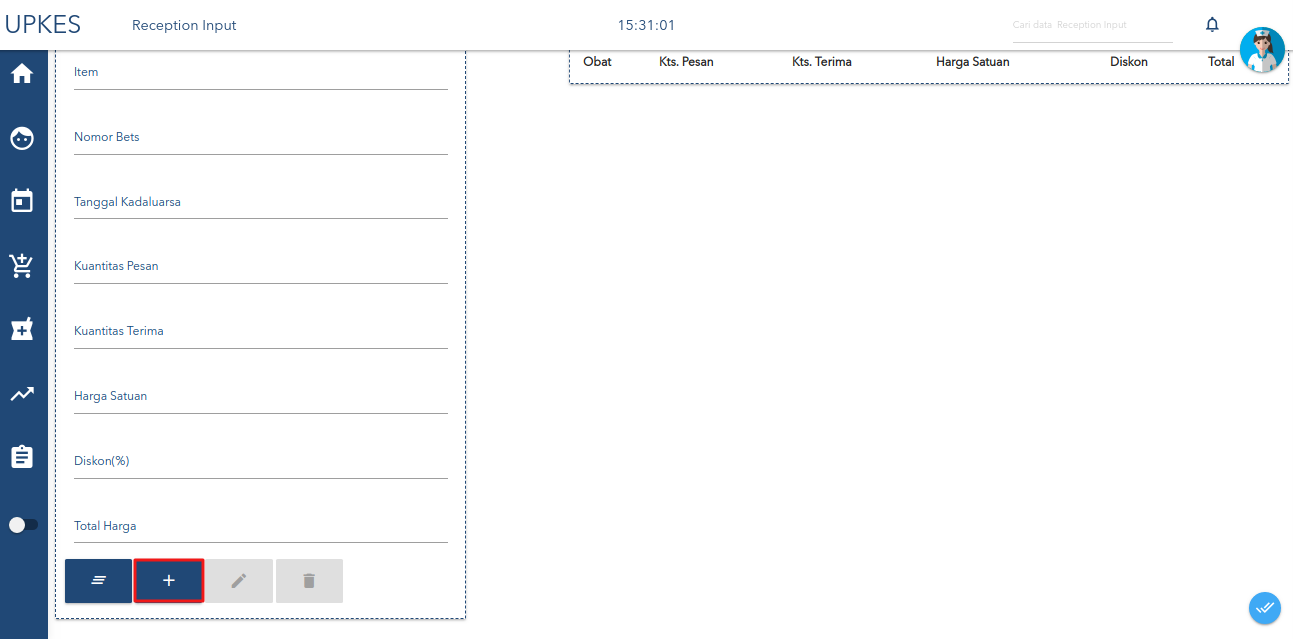 UPKES Reception Input 15:31:01 Cari data Reception Input
Item
Nomor Bets
Tanggal Kadaluarsa
Kuantitas Pesan
Kuantitas Terima
Harga Satuan
Diskon(%)
Total Harga
Obat Kts. Pesan Kts. Terima Harga Satuan Diskon Total